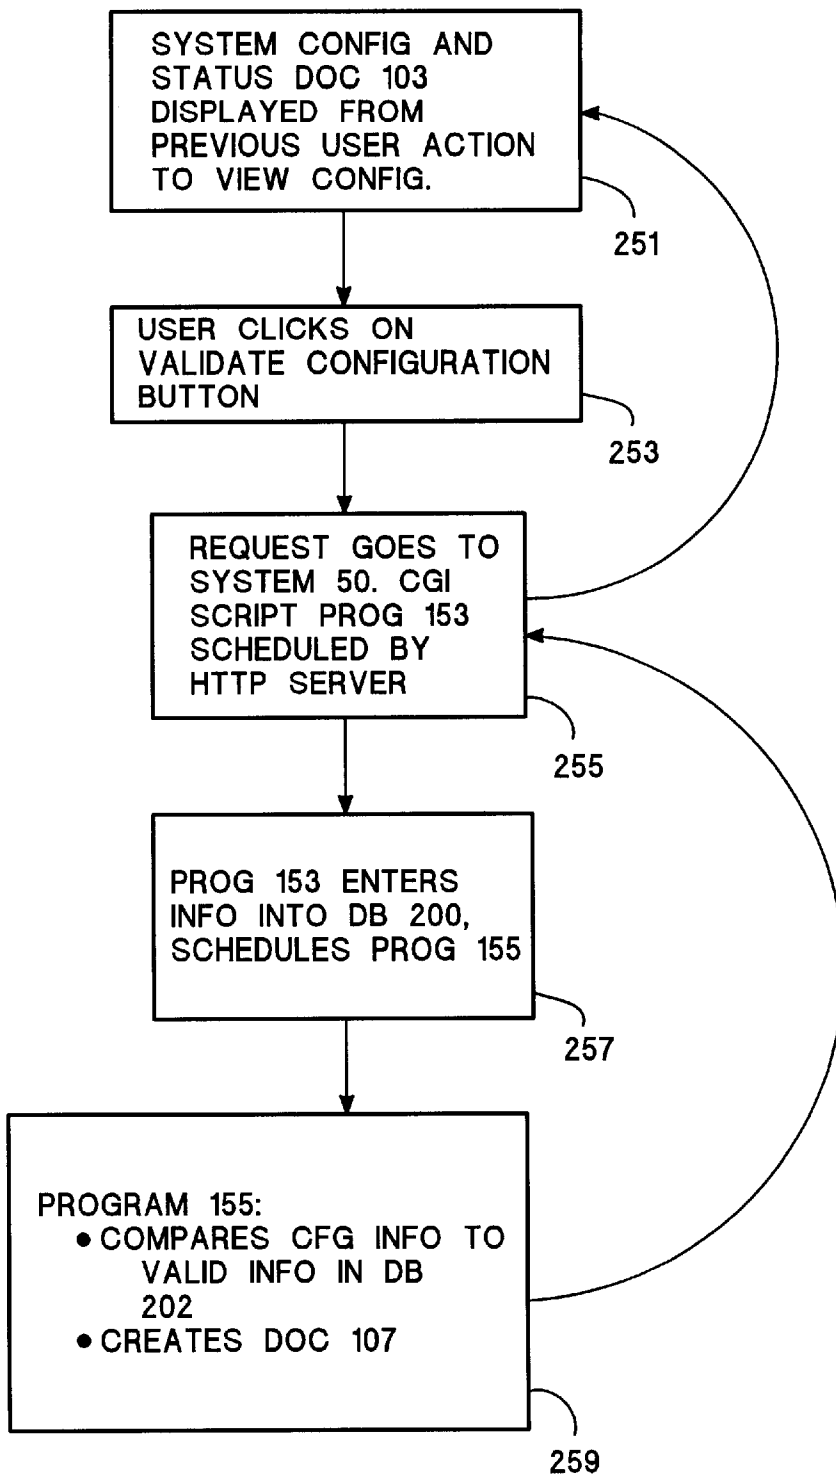 SYSTEM CONFIG AND
STATUS DOC 103
DISPLAYED FROM
PREVIOUS USER ACTION
TO VIEW CONFIG.
251
USER CLICKS ON
VALIDATE CONFIGURATION
BUTTON
253
REQUEST GOES TO
SYSTEM 50. CGI
SCRIPT PROG 153
SCHEDULED BY
HTTP SERVER
255
PROG 153 ENTERS
INFO INTO DB 200,
SCHEDULES PROG 155
257
PROGRAM 155:
• COMPARES CFG INFO TO
VALID INFO IN DB
202
• CREATES DOC 107
259